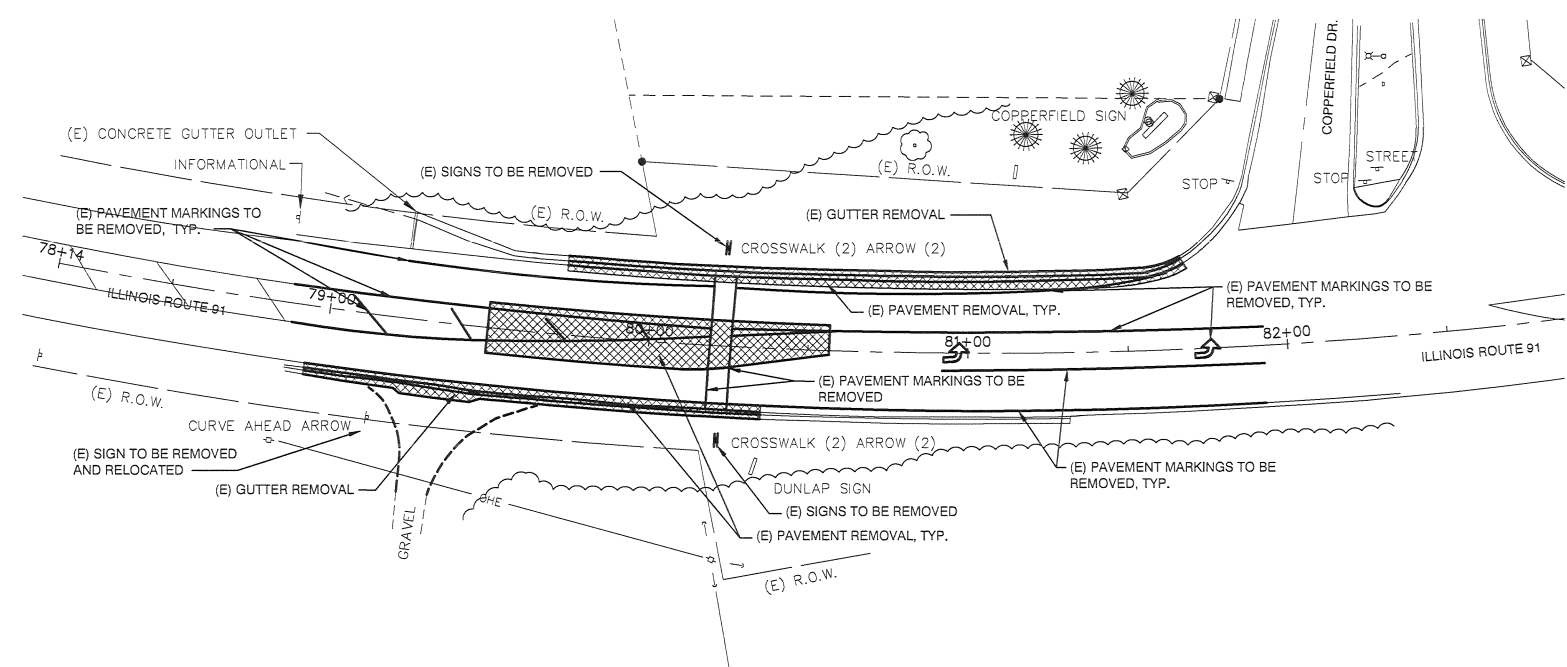 COPPERFIELD DR.
COPPERFIELD SIGN
(E) CONCRETE GUTTER OUTLET
INFORMATIONAL
(E) SIGNS TO BE REMOVED
(E) R.O.W.
STREET
STOP
STOP
(E) PAVEMENT MARKINGS TO
BE REMOVED, TYP.
(E) R.O.W.
(E) GUTTER REMOVAL
CROSSWALK (2) ARROW (2)
78+14
ILLINOIS ROUTE 91
79+00
80+00
(E) PAVEMENT REMOVAL, TYP.
(E) PAVEMENT MARKINGS TO BE
REMOVED, TYP.
81+00
82+00
ILLINOIS ROUTE 91
(E) PAVEMENT MARKINGS TO BE
REMOVED
(E) R.O.W.
CURVE AHEAD ARROW
(E) SIGN TO BE REMOVED
AND RELOCATED
(E) GUTTER REMOVAL
CROSSWALK (2) ARROW (2)
(E) PAVEMENT MARKINGS TO BE
REMOVED, TYP.
DUNLAP SIGN
OHE
(E) SIGNS TO BE REMOVED
GRAVEL
(E) PAVEMENT REMOVAL, TYP.
(E) R.O.W.